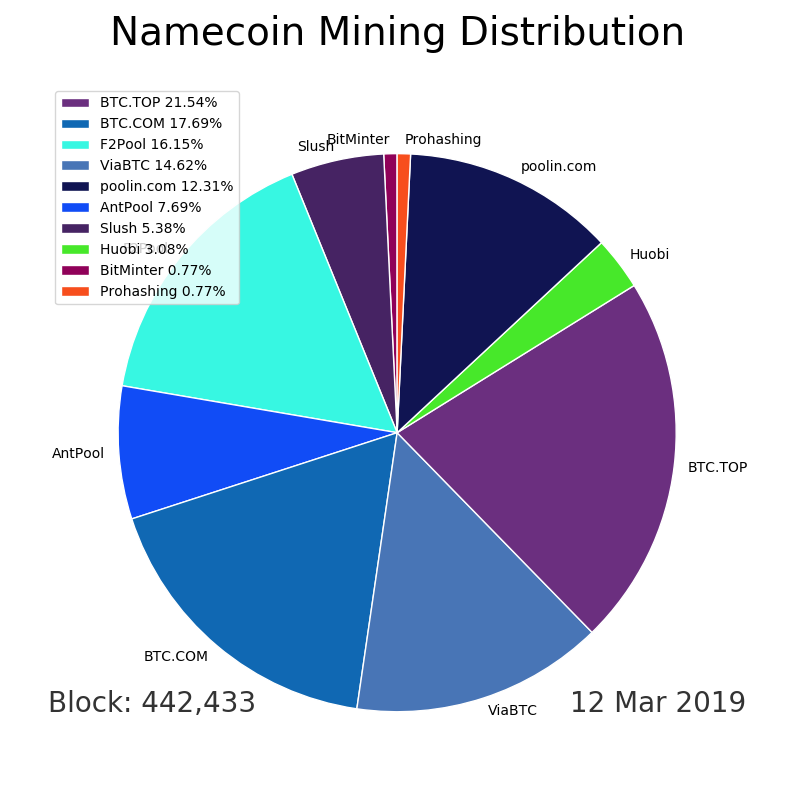 Namecoin Mining Distribution
BTC.TOP 21.54%
BTC.COM 17.69%
F2Pool 16.15%
ViaBTC 14.62%
poolin.com 12.31%
AntPool 7.69%
Slush 5.38%
Huobi 3.08%
BitMinter 0.77%
Prohashing 0.77%
Slush
BitMinter
Prohashing
poolin.com
Huobi
BTC.TOP
AntPool
BTC.COM
ViaBTC
Block: 442,433
12 Mar 2019